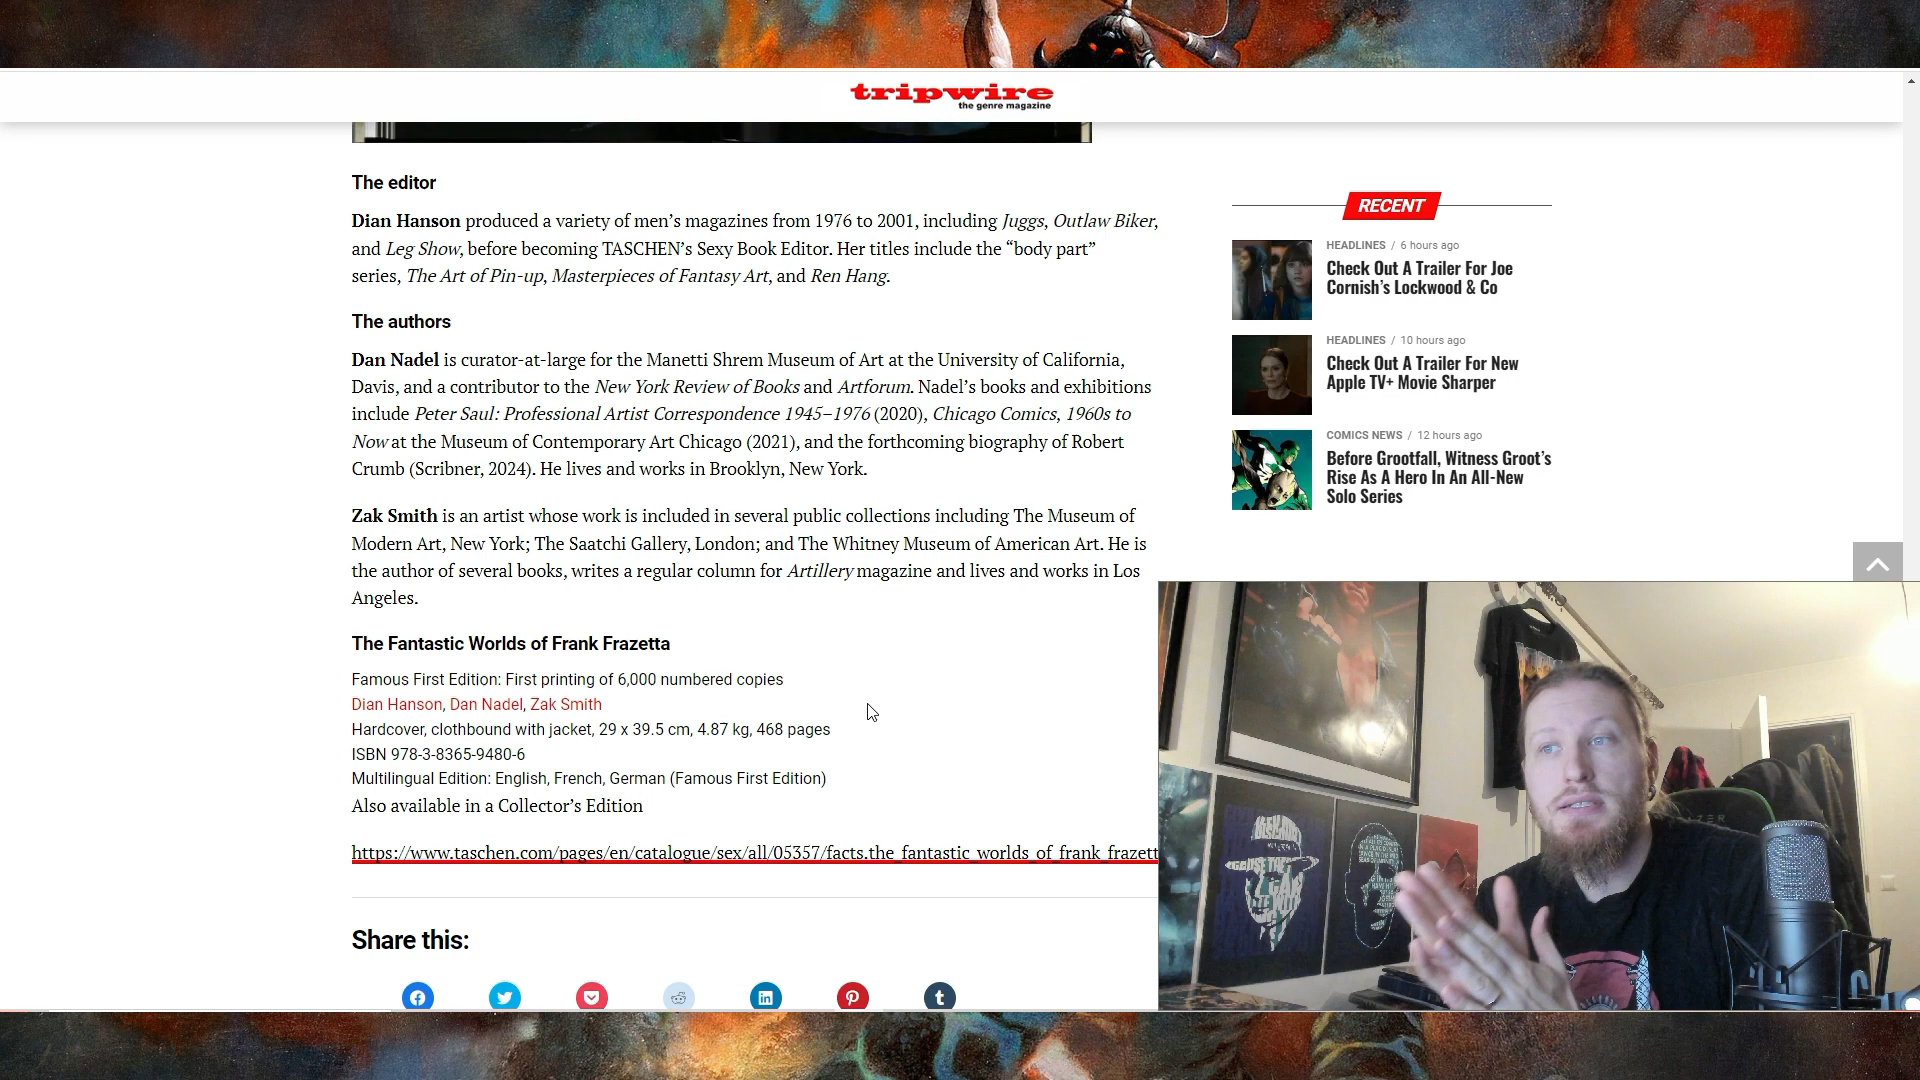 tripwire
the genre magazine
The editor
Dian Hanson produced a variety of men’s magazines from 1976 to 2001, including Juggs, Outlaw Biker,
and Leg Show, before becoming TASCHEN’s Sexy Book Editor. Her titles include the “body part”
series, The Art of Pin-up, Masterpieces of Fantasy Art, and Ren Hang.
The authors
Dan Nadel is curator-at-large for the Manetti Shrem Museum of Art at the University of California,
Davis, and a contributor to the New York Review of Books and Artforum. Nadel’s books and exhibitions
include Peter Saul: Professional Artist Correspondence 1945–1976 (2020), Chicago Comics, 1960s to
Now at the Museum of Contemporary Art Chicago (2021), and the forthcoming biography of Robert
Crumb (Scribner, 2024). He lives and works in Brooklyn, New York.
Zak Smith is an artist whose work is included in several public collections including The Museum of
Modern Art, New York; The Saatchi Gallery, London; and The Whitney Museum of American Art. He is
the author of several books, writes a regular column for Artillery magazine and lives and works in Los
Angeles.
The Fantastic Worlds of Frank Frazetta
Famous First Edition: First printing of 6,000 numbered copies
Dian Hanson, Dan Nadel, Zak Smith
Hardcover, clothbound with jacket, 29 x 39.5 cm, 4.87 kg, 468 pages
ISBN 978-3-8365-9480-6
Multilingual Edition: English, French, German (Famous First Edition)
Also available in a Collector’s Edition
https://www.taschen.com/pages/en/catalogue/sex/all/05357/facts.the_fantastic_worlds_of_frank_frazett
Share this:
RECENT
HEADLINES / 6 hours ago
Check Out A Trailer For Joe
Cornish’s Lockwood & Co
HEADLINES / 10 hours ago
Check Out A Trailer For New
Apple TV+ Movie Sharper
COMICS NEWS / 12 hours ago
Before Grootfall, Witness Groot’s
Rise As A Hero In An All-New
Solo Series